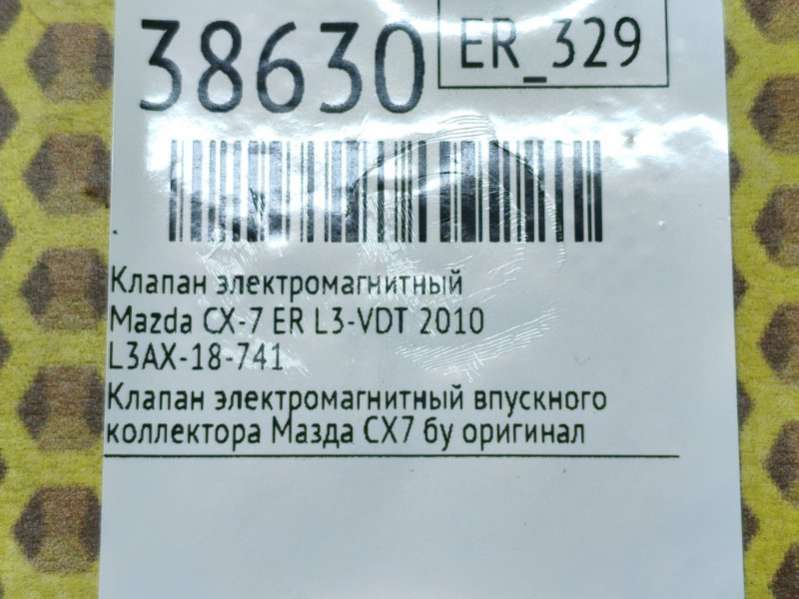 38630
ER_329
Клапан электромагнитный
Mazda CX-7 ER L3-VDT 2010
L3AX-18-741
Клапан электромагнитный впускного
коллектора Мазда CX7 бу оригинал